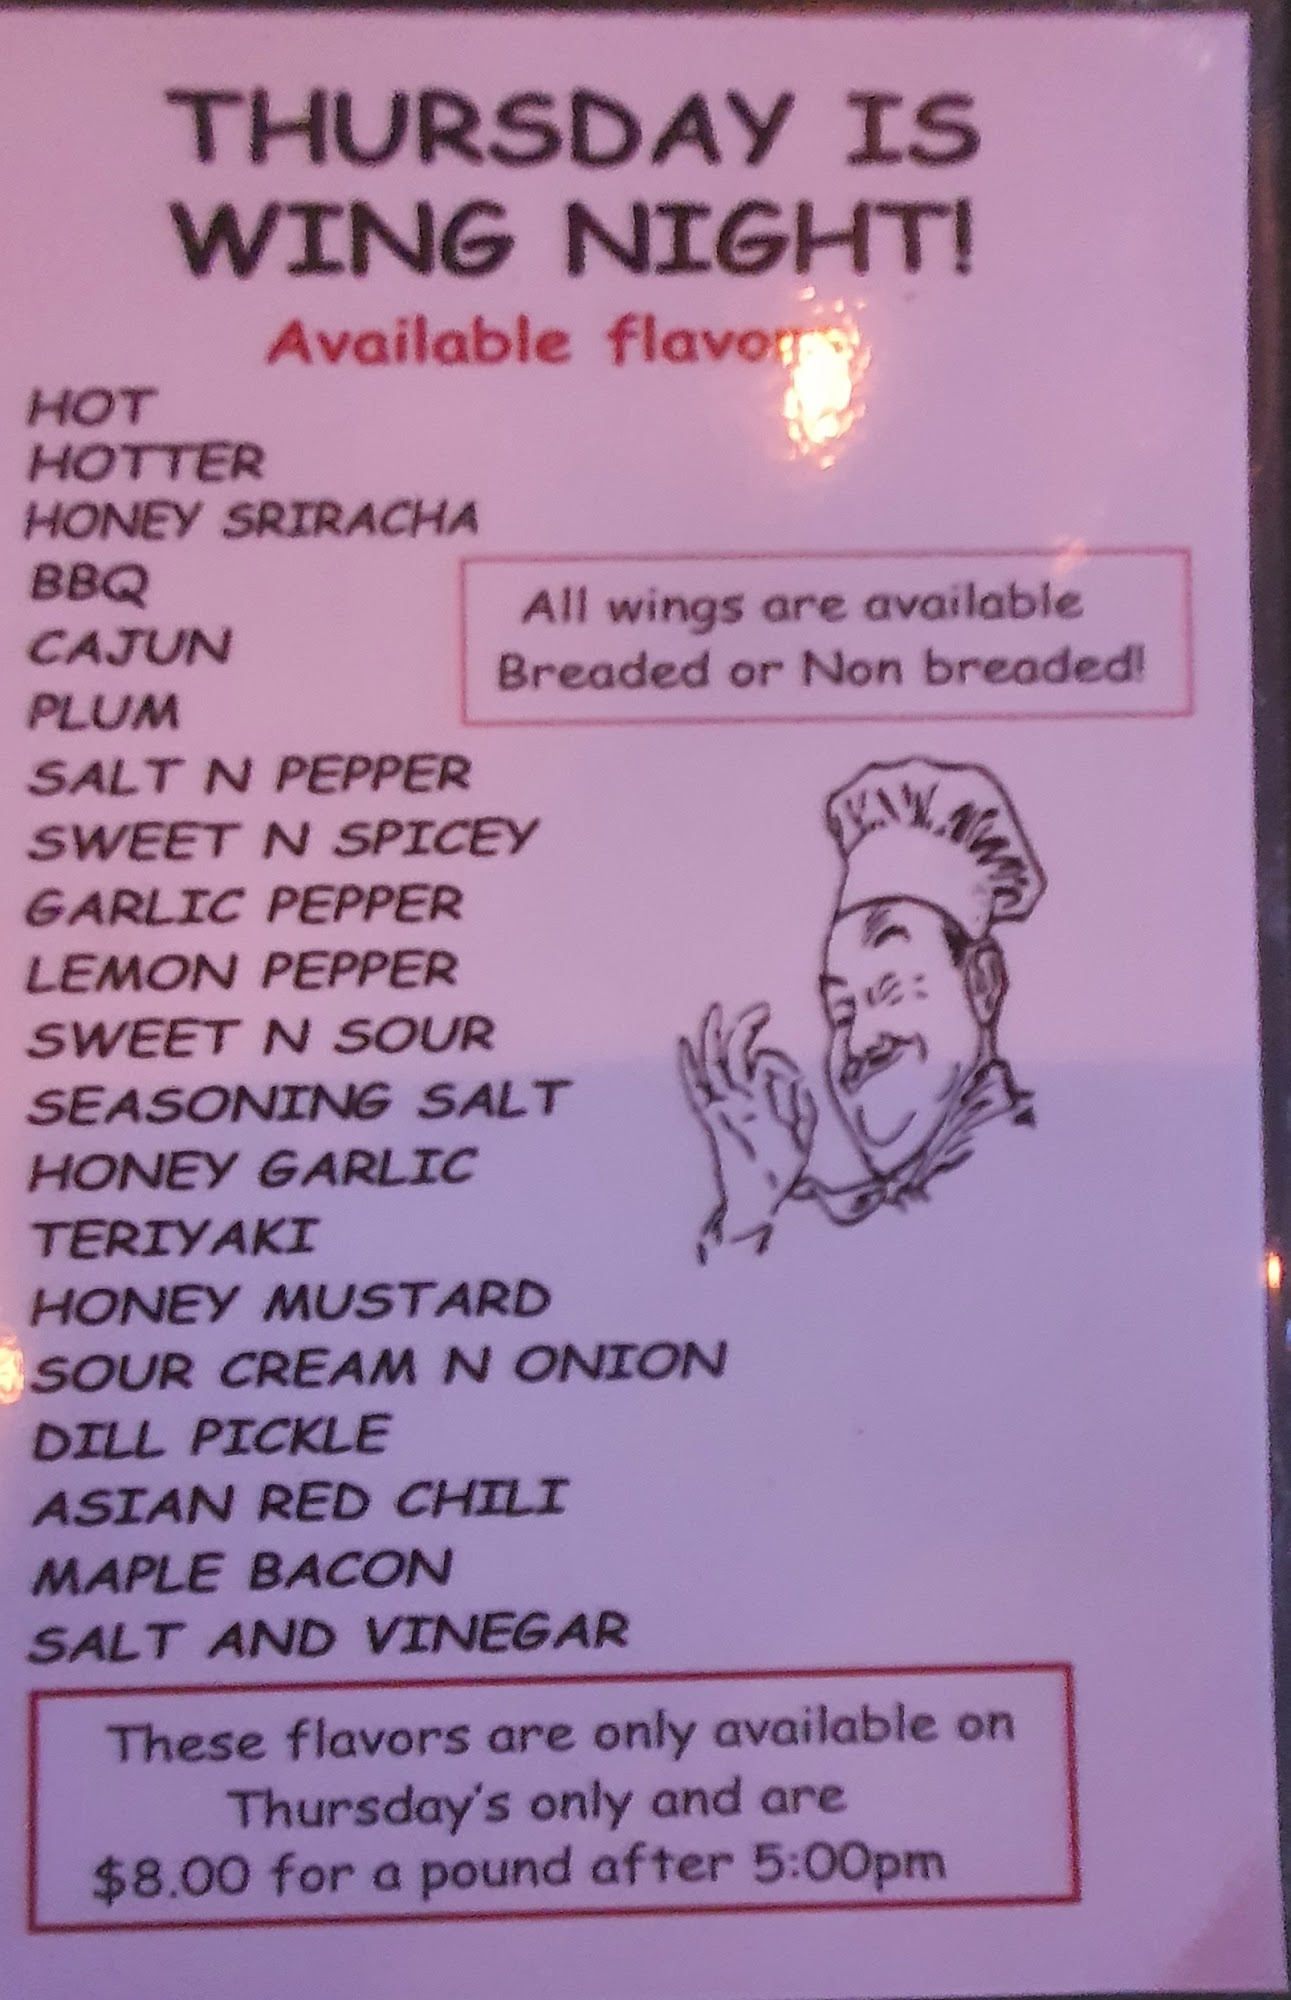 THURSDAY IS
WING NIGHT!
Available
HOT
HOTTER
HONEY SRIRACHA
BBQ
CAJUN
PLUM
SALT N PEPPER
SWEET N SPICEY
GARLIC PEPPER
LEMON PEPPER
SWEET N SOUR
SEASONING SALT
HONEY GARLIC
TERIYAKI
HONEY MUSTARD
SOUR CREAM N ONION
DILL PICKLE
ASIAN RED CHILI
MAPLE BACON
SALT AND VINEGAR
All wings are available
Breaded or Non breaded!
These flavors are only available on
Thursday's only and are
$8.00 for a pound after 5:00pm